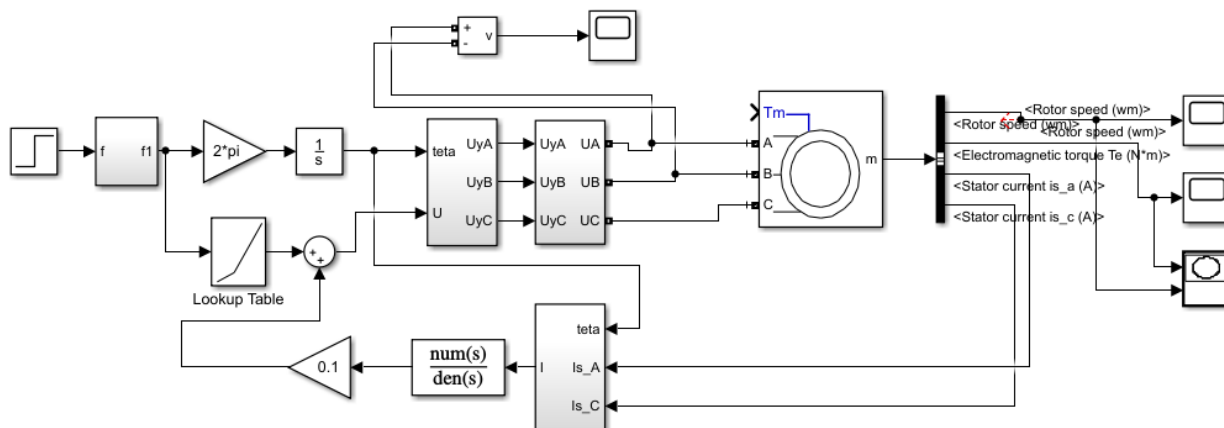 +
-
v
Tm
<Rotor speed (wm)>
<Rotor speed (wm)>
<Rotor speed (wm)>
f
f1
2*pi
1
s
teta
UyA
UyB
UyC
U
UyA
UyB
UyC
UA
UB
UC
A
B
C
m
<Electromagnetic torque Te (N*m)>
<Stator current is_a (A)>
<Stator current is_c (A)>
+
+
Lookup Table
0.1
num(s)
den(s)
I
teta
Is_A
Is_C